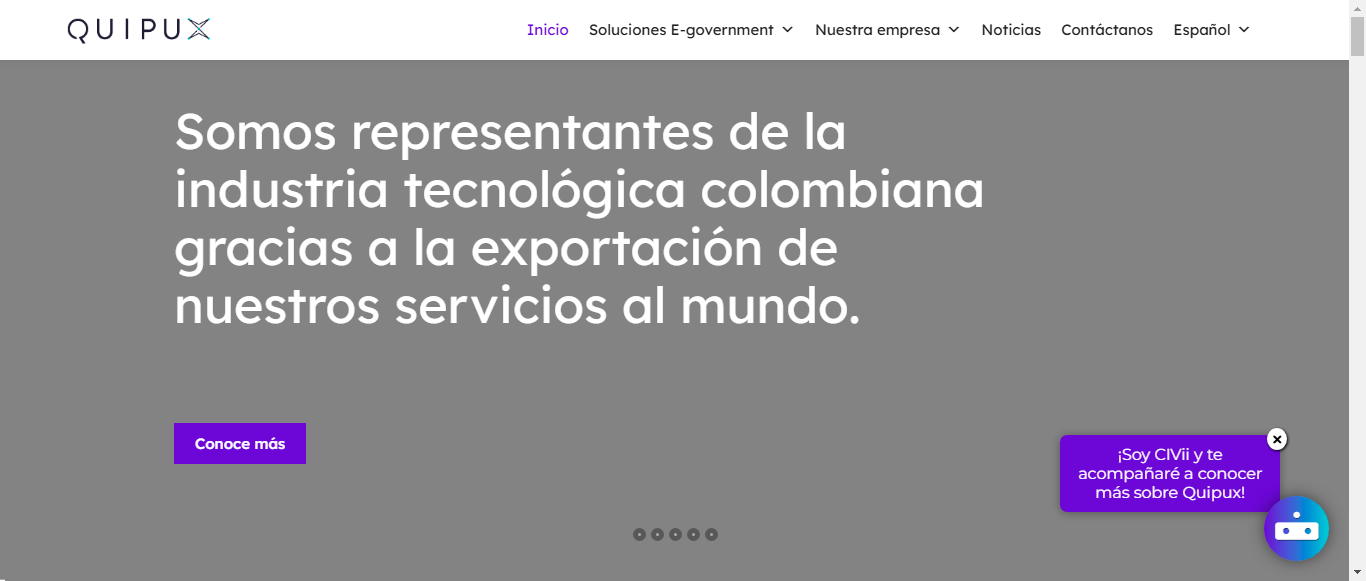 QUIPUX
Inicio Soluciones E-government Nuestra empresa Noticias Contáctanos Español
Somos representantes de la
industria tecnológica colombiana
gracias a la exportación de
nuestros servicios al mundo.
Conoce más
¡Soy CIVii y te
acompañaré a conocer
más sobre Quipux!